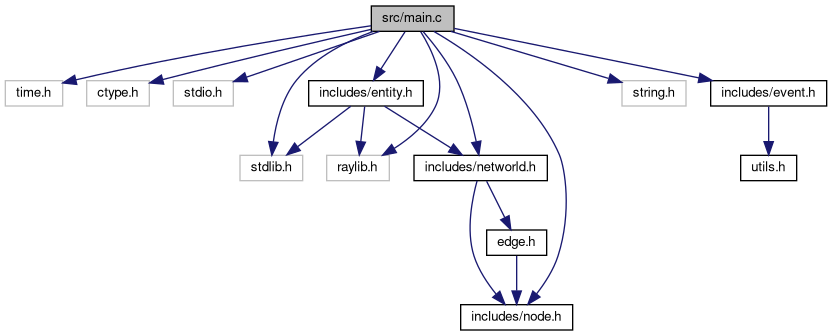 src/main.c
time.h
ctype.h
stdio.h
includes/entity.h
string.h
includes/event.h
stdlib.h
raylib.h
includes/networld.h
utils.h
edge.h
includes/node.h